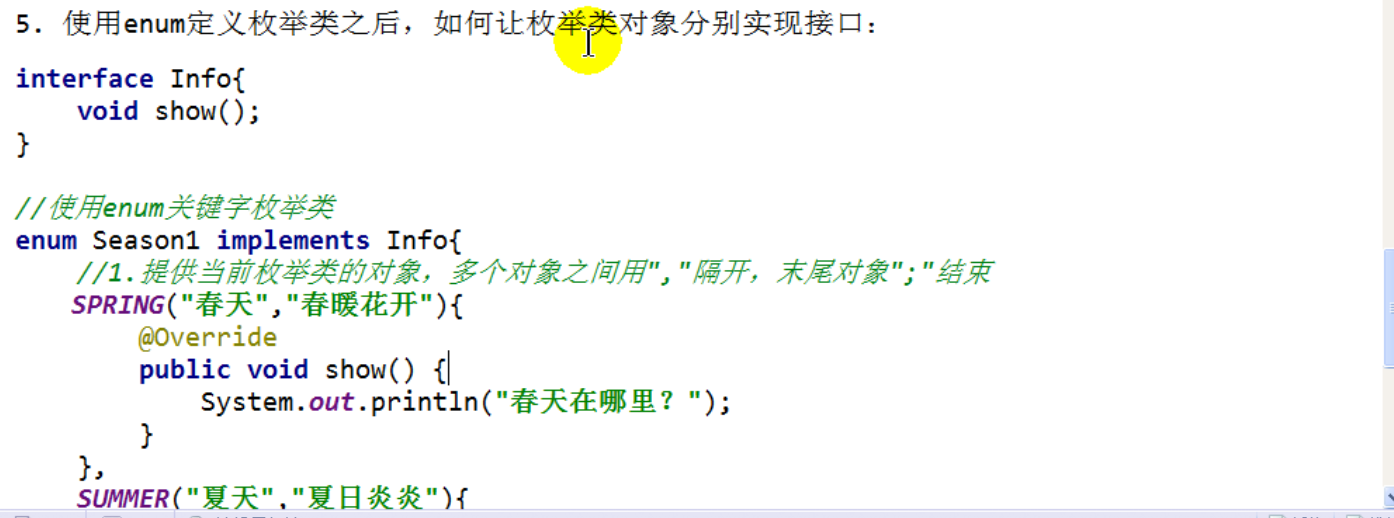 5. 使用enum定义枚举类之后，如何让枚举类对象分别实现接口：
interface Info{
    void show();
}
//使用enum关键字枚举类
enum Season1 implements Info{
    //1.提供当前枚举类的对象，多个对象之间用","隔开，末尾对象";"结束
    SPRING("春天","春暖花开"){
        @Override
        public void show() {
            System.out.println("春天在哪里？");
        }
    },
    SUMMER("夏天","夏日炎炎"){